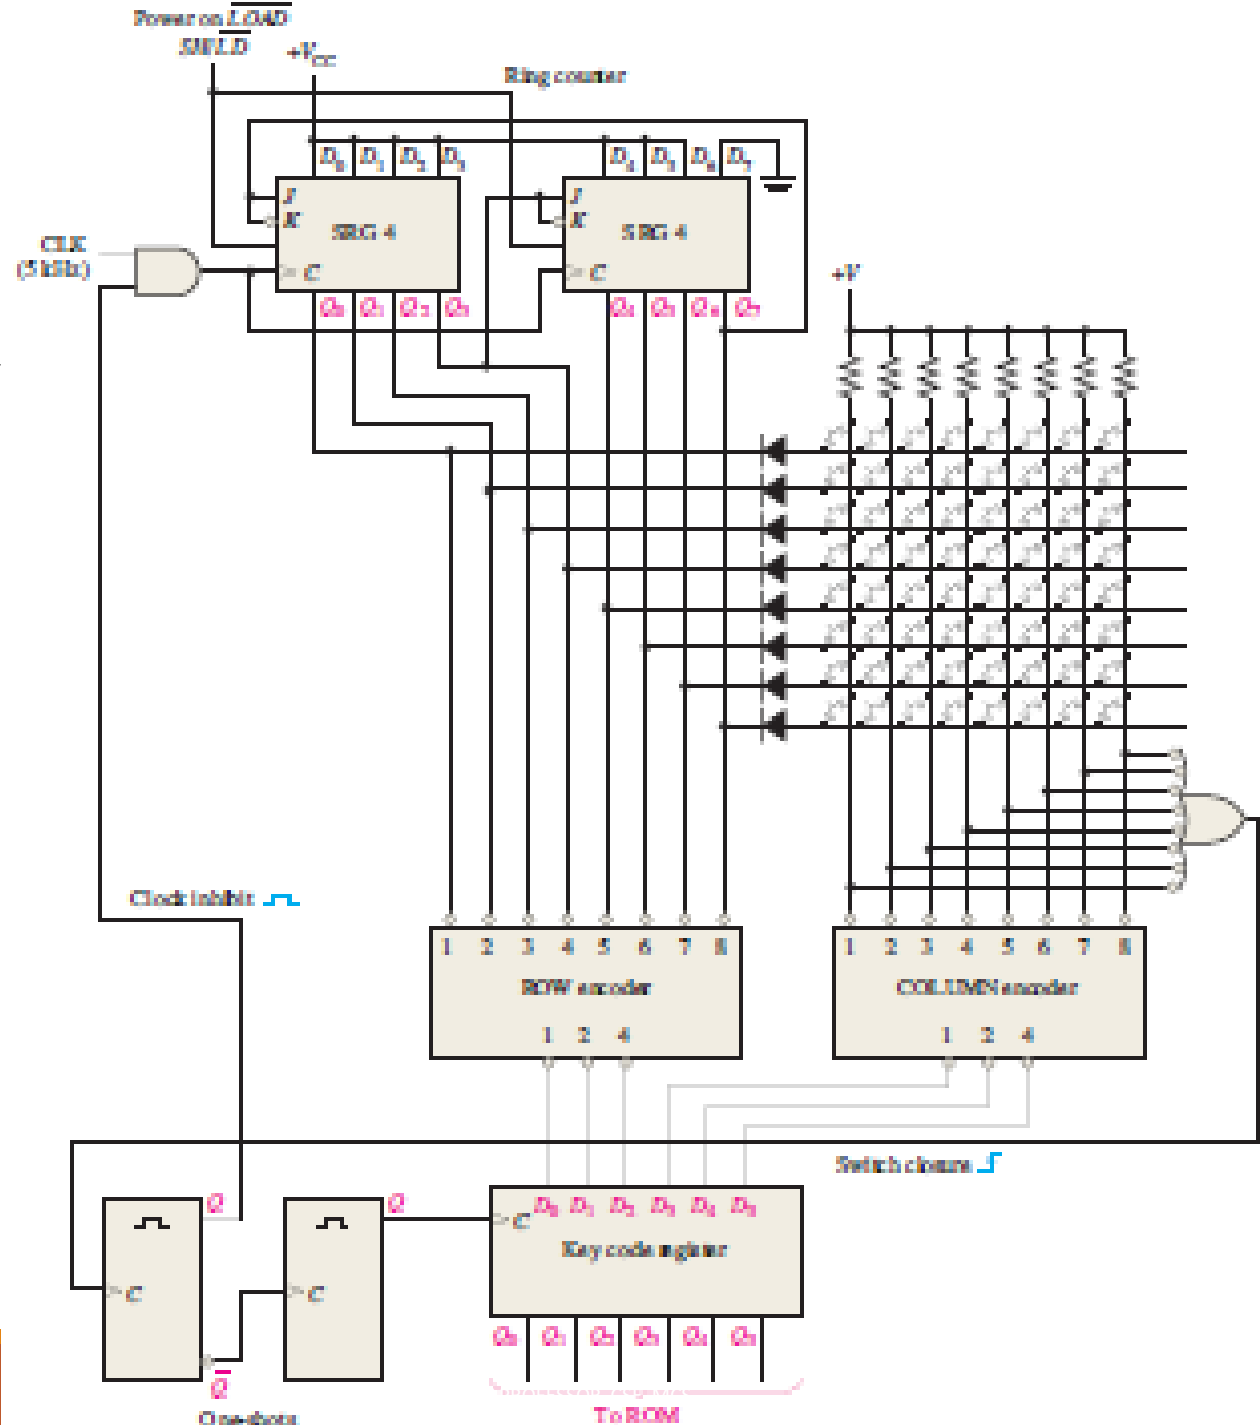 Power on LOAD
SH/LD
+VCC
Ring counter
D0 D1 D2 D3
D4 D5 D6 D7
J
K
SRG 4
C
J
K
SRG 4
C
CLK
(5 kHz)
Q0 Q1 Q2 Q3
Q4 Q5 Q6 Q7
+V
Clock inhibit
1 2 3 4 5 6 7 8
ROW encoder
1 2 4
1 2 3 4 5 6 7 8
COLUMN encoder
1 2 4
Switch closure
Q
C
Q
Q
C
One-shots
D0 D1 D2 D3 D4 D5
C
Key code register
Q0 Q1 Q2 Q3 Q4 Q5
To ROM